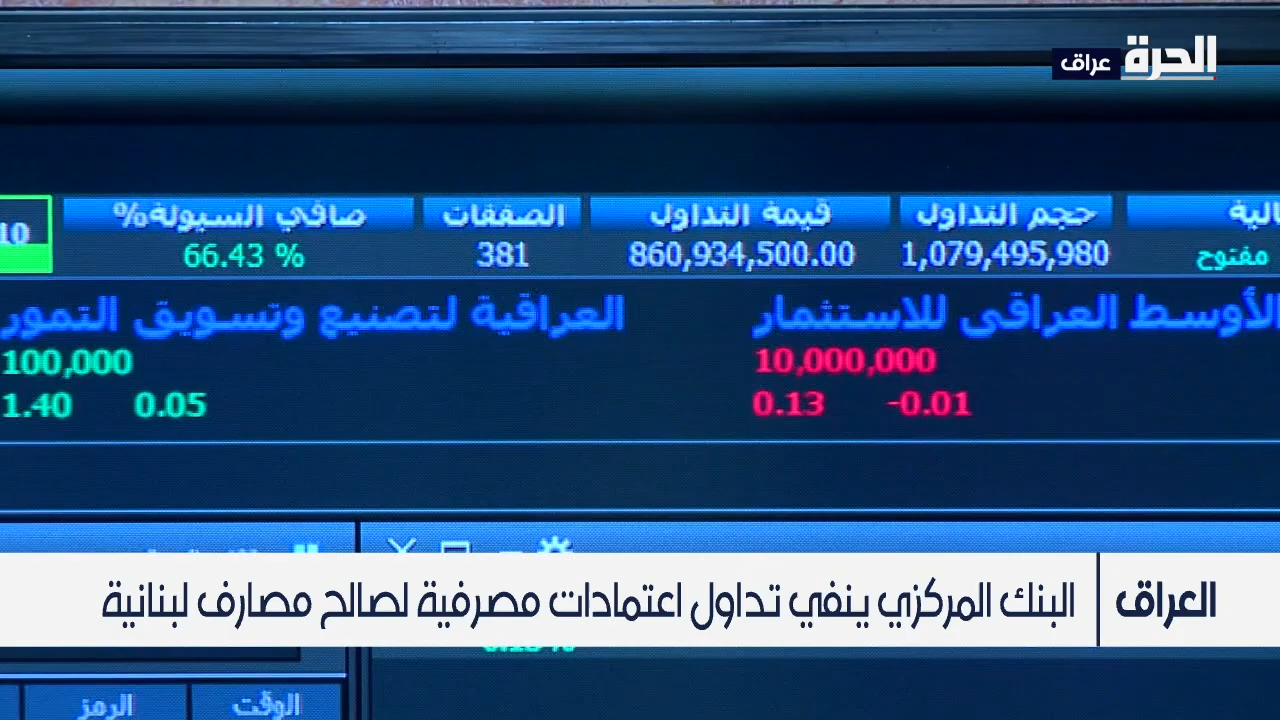 الحرة
عراق
الية حجم التداول قيمة التداول الصفقات صافي السيولة%
مفتوح 1,079,495,980 860,934,500.00 381 66.43 % 10
الأوسط العراقي للاستثمار العراقية لتصنيع وتسويق التمور
10,000,000 100,000
0.13 -0.01 1.40 0.05
العراق البنك المركزي ينفي تداول اعتمادات مصرفية لصالح مصارف لبنانية
الوقت الرمز